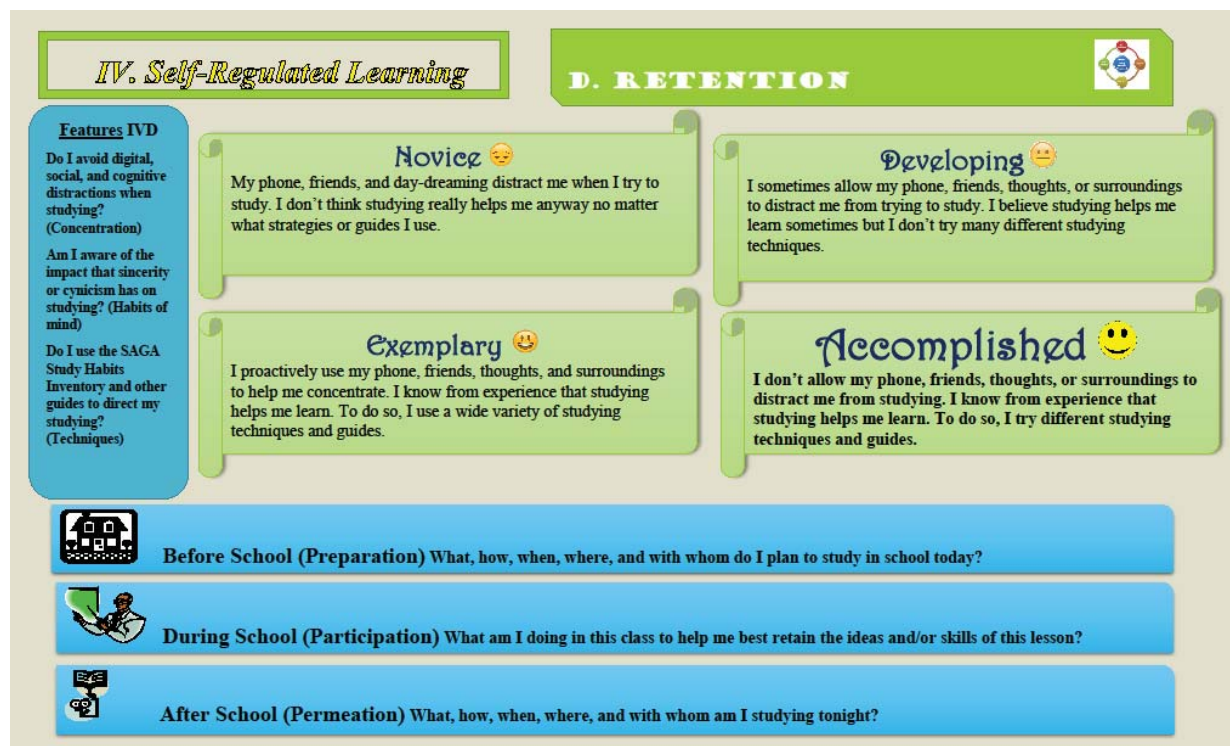 IV. Self-Regulated Learning
D. RETENTION
Features IVD
Do I avoid digital,
social, and cognitive
distractions when
studying?
(Concentration)
Am I aware of the
impact that sincerity
or cynicism has on
studying? (Habits of
mind)
Do I use the SAGA
Study Habits
Inventory and other
guides to direct my
studying?
(Techniques)
Novice
My phone, friends, and day-dreaming distract me when I try to
study. I don't think studying really helps me anyway no matter
what strategies or guides I use.
Developing
I sometimes allow my phone, friends, thoughts, or surroundings
to distract me from trying to study. I believe studying helps me
learn sometimes but I don't try many different studying
techniques.
Exemplary
I proactively use my phone, friends, thoughts, and surroundings
to help me concentrate. I know from experience that studying
helps me learn. To do so, I use a wide variety of studying
techniques and guides.
Accomplished
I don't allow my phone, friends, thoughts, or surroundings to
distract me from studying. I know from experience that
studying helps me learn. To do so, I try different studying
techniques and guides.
Before School (Preparation) What, how, when, where, and with whom do I plan to study in school today?
During School (Participation) What am I doing in this class to help me best retain the ideas and/or skills of this lesson?
After School (Permeation) What, how, when, where, and with whom am I studying tonight?